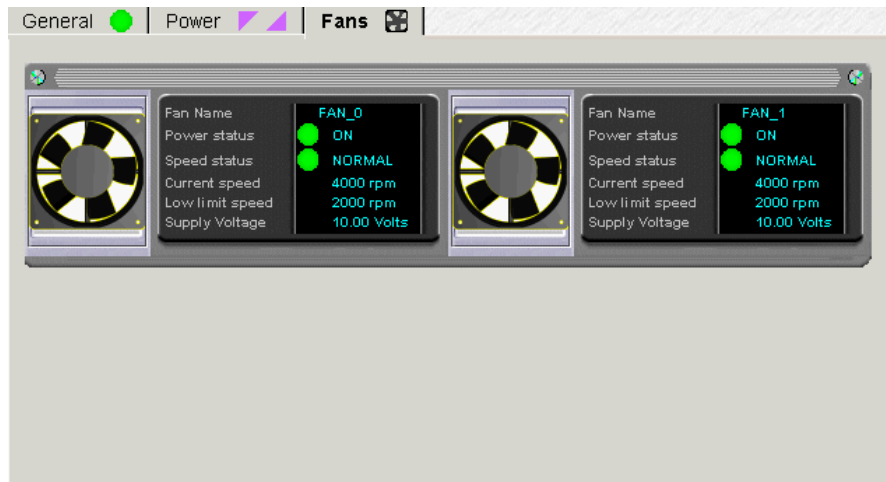 General Power Fans
Fan Name FAN_0
Power status ON
Speed status NORMAL
Current speed 4000 rpm
Low limit speed 2000 rpm
Supply Voltage 10.00 Volts
Fan Name FAN_1
Power status ON
Speed status NORMAL
Current speed 4000 rpm
Low limit speed 2000 rpm
Supply Voltage 10.00 Volts